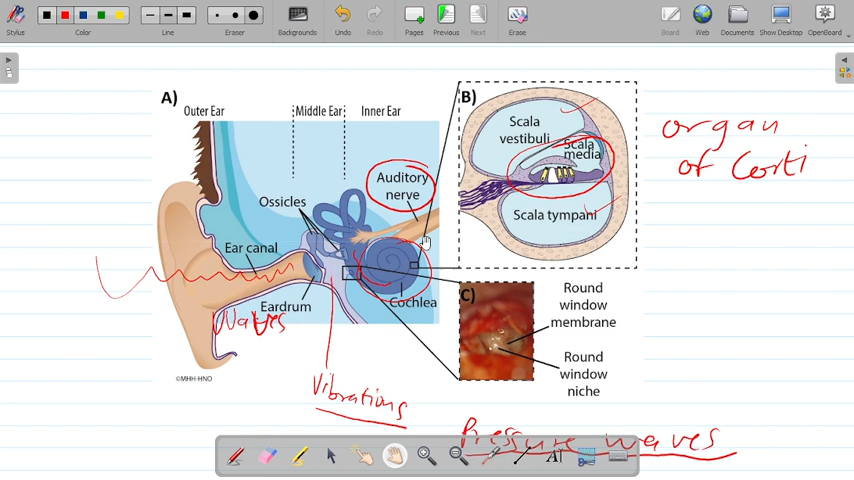 Stylus
Color
Line
Eraser
Backgrounds
Undo
Redo
Pages
Previous
Next
Erase
Board
Web
Documents
Show Desktop
OpenBoard
A)
Outer Ear
Middle Ear
Inner Ear
Auditory
nerve
Ossicles
Ear canal
Eardrum
Cochlea
waves
Vibrations
©MHH-HNO
B)
Scala
vestibuli
Scala
media
Scala tympani
organ
of Corti
C)
Round
window
membrane
Round
window
niche
Pressure waves
A